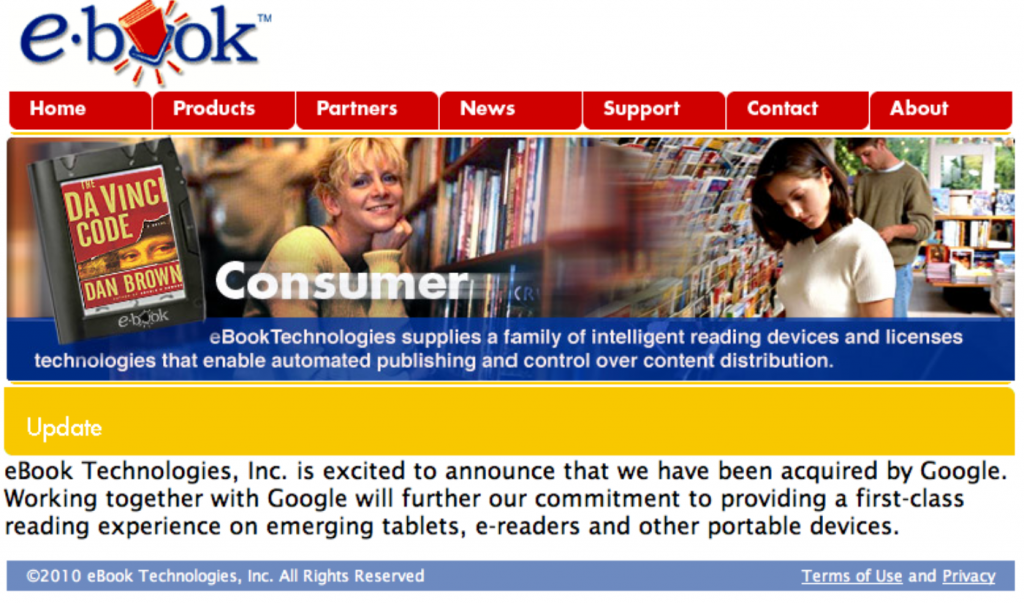 e·book™
Home Products Partners News Support Contact About
THE
DA VINCI
CODE
A NOVEL
DAN BROWN
e·book
Consumer
eBookTechnologies supplies a family of intelligent reading devices and licenses
technologies that enable automated publishing and control over content distribution.
Update
eBook Technologies, Inc. is excited to announce that we have been acquired by Google.
Working together with Google will further our commitment to providing a first-class
reading experience on emerging tablets, e-readers and other portable devices.
©2010 eBook Technologies, Inc. All Rights Reserved Terms of Use and Privacy